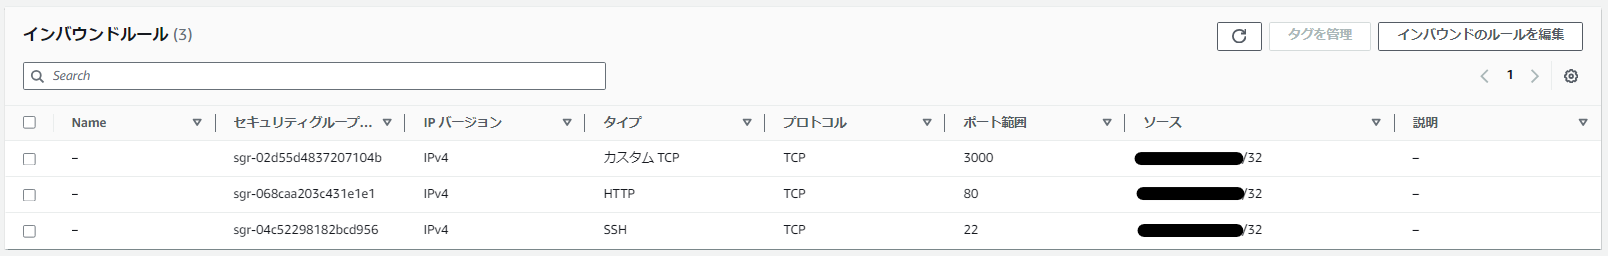 インバウンドルール (3)
タグを管理
インバウンドのルールを編集
Search
1
Name セキュリティグループ... IP バージョン タイプ プロトコル ポート範囲 ソース 説明
– sgr-02d55d4837207104b IPv4 カスタム TCP TCP 3000 /32 –
– sgr-068caa203c431e1e1 IPv4 HTTP TCP 80 /32 –
– sgr-04c52298182bcd956 IPv4 SSH TCP 22 /32 –